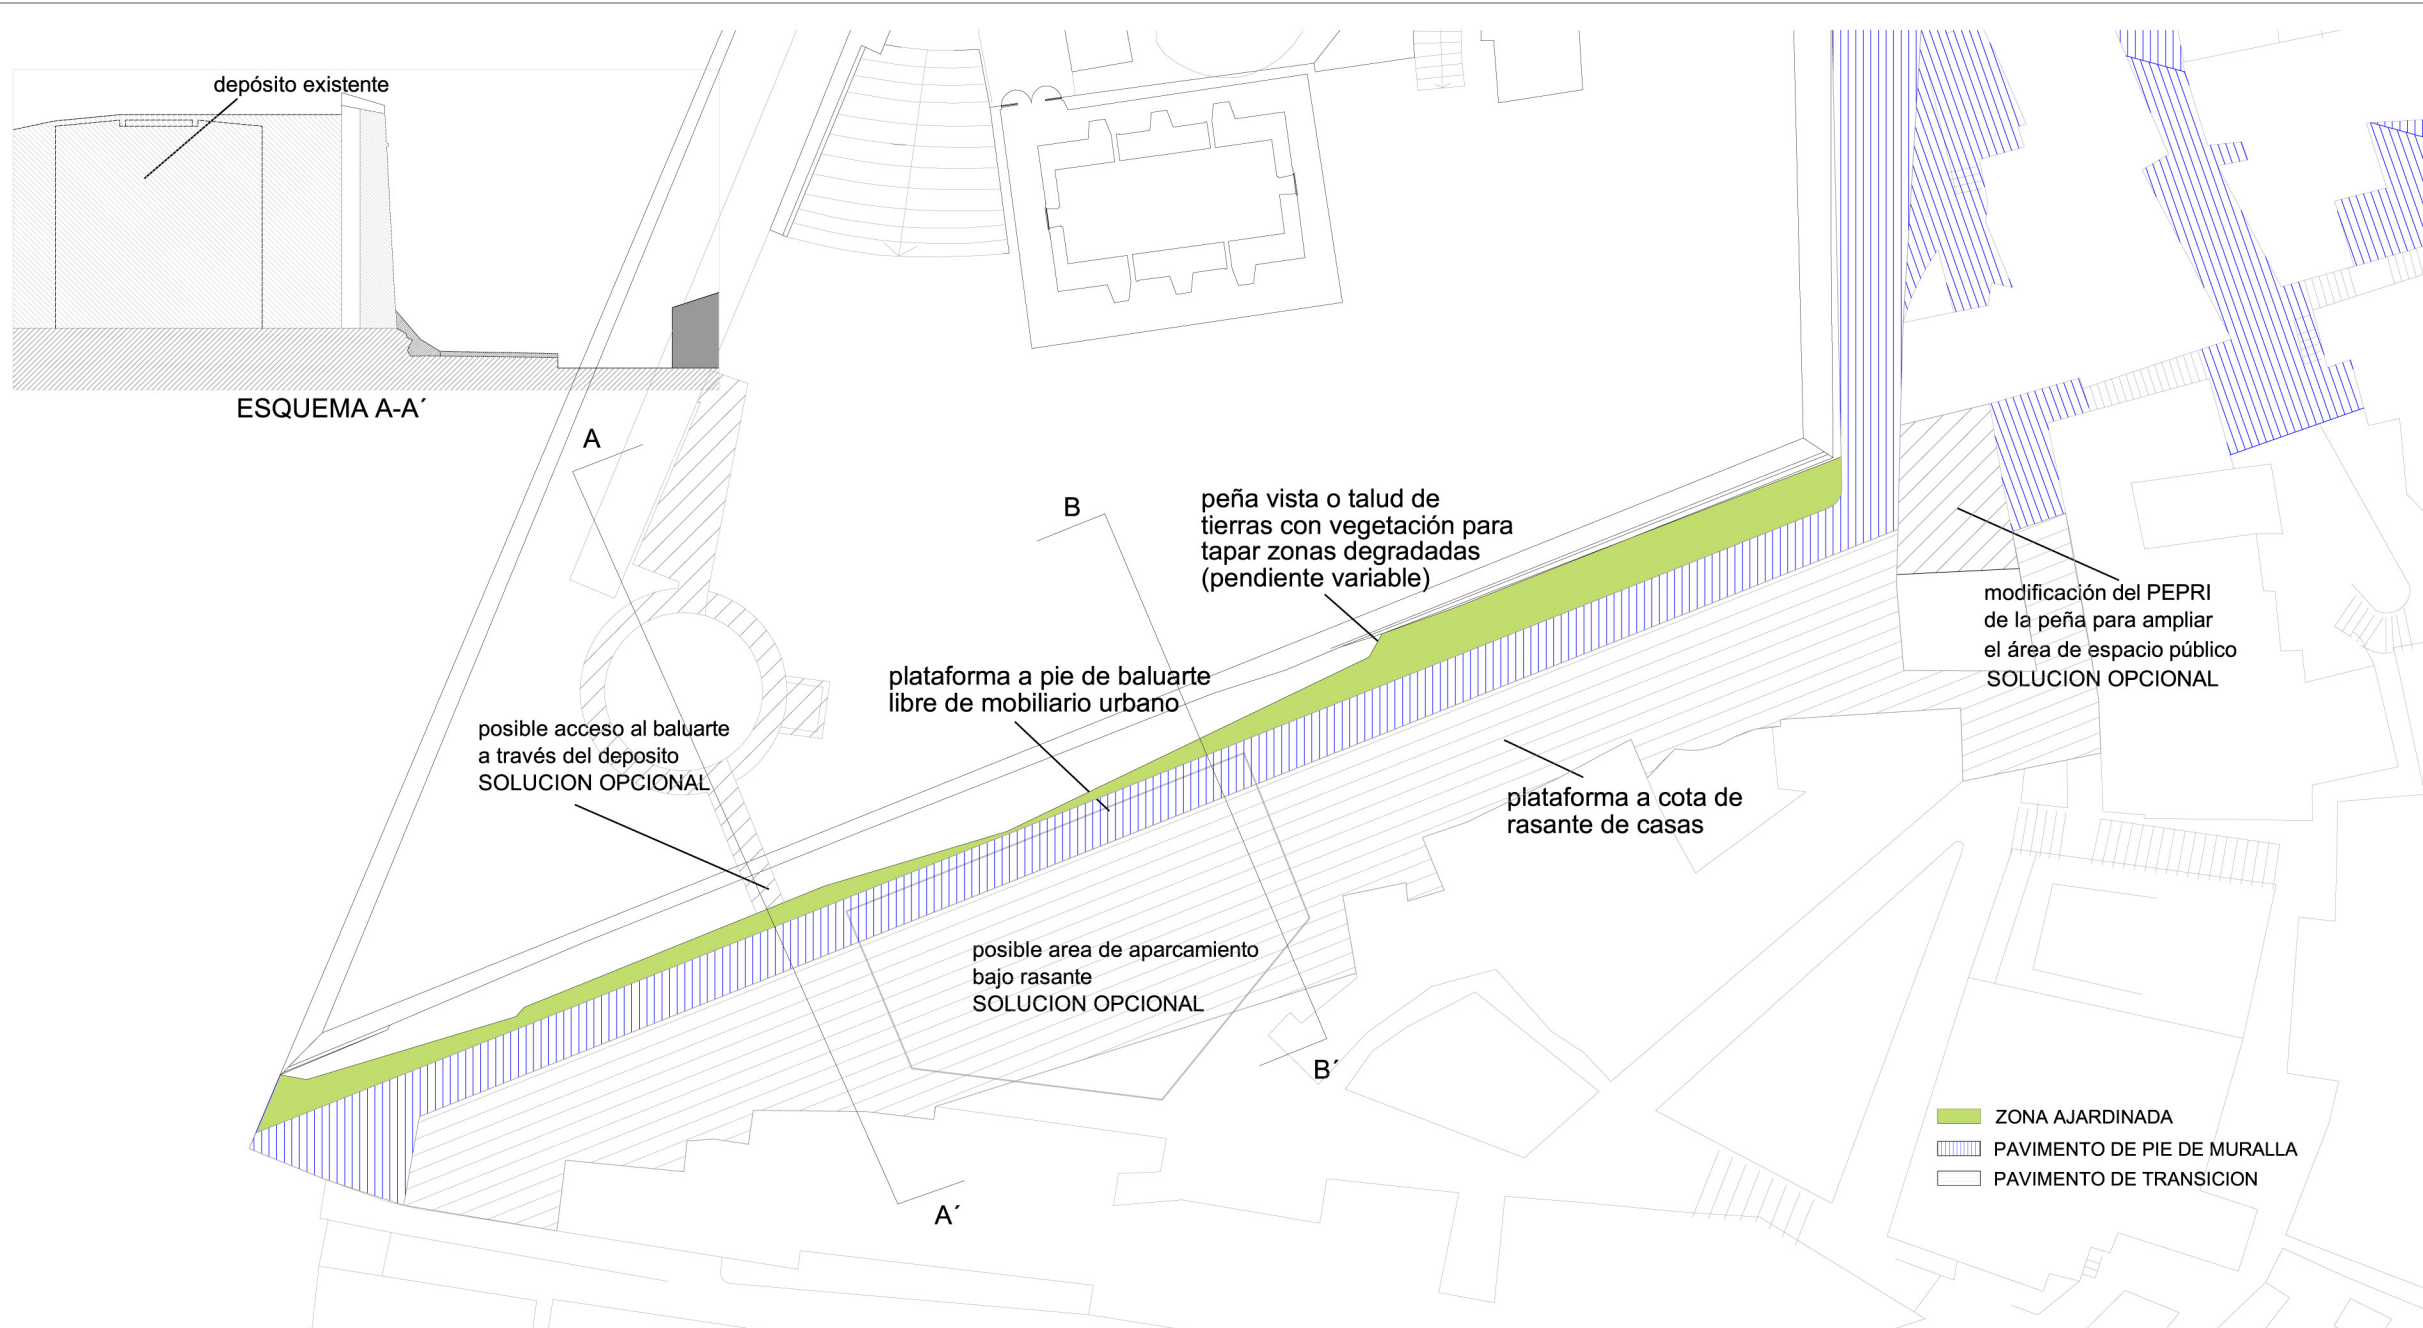 depósito existente
ESQUEMA A-A´
A
B
peña vista o talud de
tierras con vegetación para
tapar zonas degradadas
(pendiente variable)
modificación del PEPRI
de la peña para ampliar
el área de espacio público
SOLUCION OPCIONAL
plataforma a pie de baluarte
libre de mobiliario urbano
posible acceso al baluarte
a través del deposito
SOLUCION OPCIONAL
plataforma a cota de
rasante de casas
posible area de aparcamiento
bajo rasante
SOLUCION OPCIONAL
B´
A´
ZONA AJARDINADA
PAVIMENTO DE PIE DE MURALLA
PAVIMENTO DE TRANSICION